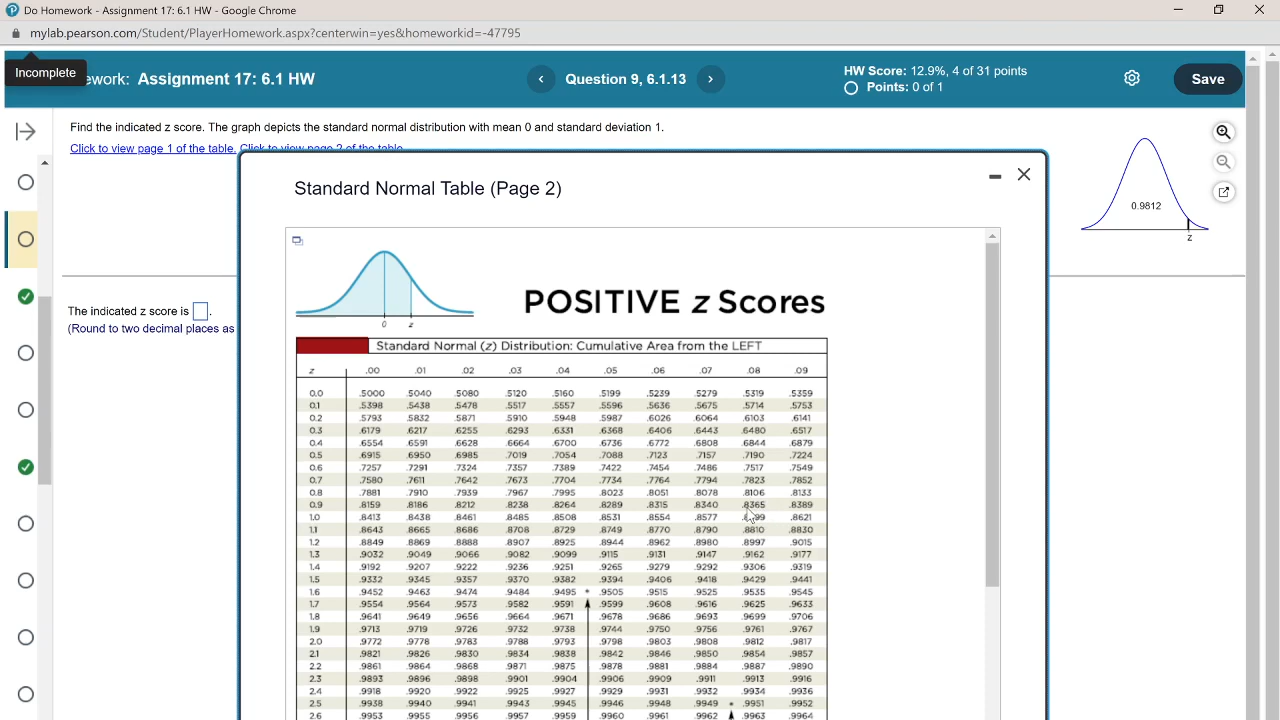 Do Homework - Assignment 17: 6.1 HW - Google Chrome
mylab.pearson.com/Student/PlayerHomework.aspx?centerwin=yes&homeworkid=-47795
Incomplete
ework: Assignment 17: 6.1 HW
Question 9, 6.1.13
HW Score: 12.9%, 4 of 31 points
Points: 0 of 1
Save
Find the indicated z score. The graph depicts the standard normal distribution with mean 0 and standard deviation 1.
Click to view page 1 of the table. Click to view page 2 of the table.
0.9812
z
The indicated z score is .
(Round to two decimal places as
Standard Normal Table (Page 2)
0 z
POSITIVE z Scores
Standard Normal (z) Distribution: Cumulative Area from the LEFT
z .00 .01 .02 .03 .04 .05 .06 .07 .08 .09
0.0 .5000 .5040 .5080 .5120 .5160 .5199 .5239 .5279 .5319 .5359
0.1 .5398 .5438 .5478 .5517 .5557 .5596 .5636 .5675 .5714 .5753
0.2 .5793 .5832 .5871 .5910 .5948 .5987 .6026 .6064 .6103 .6141
0.3 .6179 .6217 .6255 .6293 .6331 .6368 .6406 .6443 .6480 .6517
0.4 .6554 .6591 .6628 .6664 .6700 .6736 .6772 .6808 .6844 .6879
0.5 .6915 .6950 .6985 .7019 .7054 .7088 .7123 .7157 .7190 .7224
0.6 .7257 .7291 .7324 .7357 .7389 .7422 .7454 .7486 .7517 .7549
0.7 .7580 .7611 .7642 .7673 .7704 .7734 .7764 .7794 .7823 .7852
0.8 .7881 .7910 .7939 .7967 .7995 .8023 .8051 .8078 .8106 .8133
0.9 .8159 .8186 .8212 .8238 .8264 .8289 .8315 .8340 .8365 .8389
1.0 .8413 .8438 .8461 .8485 .8508 .8531 .8554 .8577 .8621
1.1 .8643 .8665 .8686 .8708 .8729 .8749 .8770 .8790 .8810 .8830
1.2 .8849 .8869 .8888 .8907 .8925 .8944 .8962 .8980 .8997 .9015
1.3 .9032 .9049 .9066 .9082 .9099 .9115 .9131 .9147 .9162 .9177
1.4 .9192 .9207 .9222 .9236 .9251 .9265 .9279 .9292 .9306 .9319
1.5 .9332 .9345 .9357 .9370 .9382 .9394 .9406 .9418 .9429 .9441
1.6 .9452 .9463 .9474 .9484 .9495 * .9505 .9515 .9525 .9535 .9545
1.7 .9554 .9564 .9573 .9582 .9591 .9599 .9608 .9616 .9625 .9633
1.8 .9641 .9649 .9656 .9664 .9671 .9678 .9686 .9693 .9699 .9706
1.9 .9713 .9719 .9726 .9732 .9738 .9744 .9750 .9756 .9761 .9767
2.0 .9772 .9778 .9783 .9788 .9793 .9798 .9803 .9808 .9812 .9817
2.1 .9821 .9826 .9830 .9834 .9838 .9842 .9846 .9850 .9854 .9857
2.2 .9861 .9864 .9868 .9871 .9875 .9878 .9881 .9884 .9887 .9890
2.3 .9893 .9896 .9898 .9901 .9904 .9906 .9909 .9911 .9913 .9916
2.4 .9918 .9920 .9922 .9925 .9927 .9929 .9931 .9932 .9934 .9936
2.5 .9938 .9940 .9941 .9943 .9945 .9946 .9948 .9949 * .9951 .9952
2.6 .9953 .9955 .9956 .9957 .9959 .9960 .9961 .9962 .9963 .9964